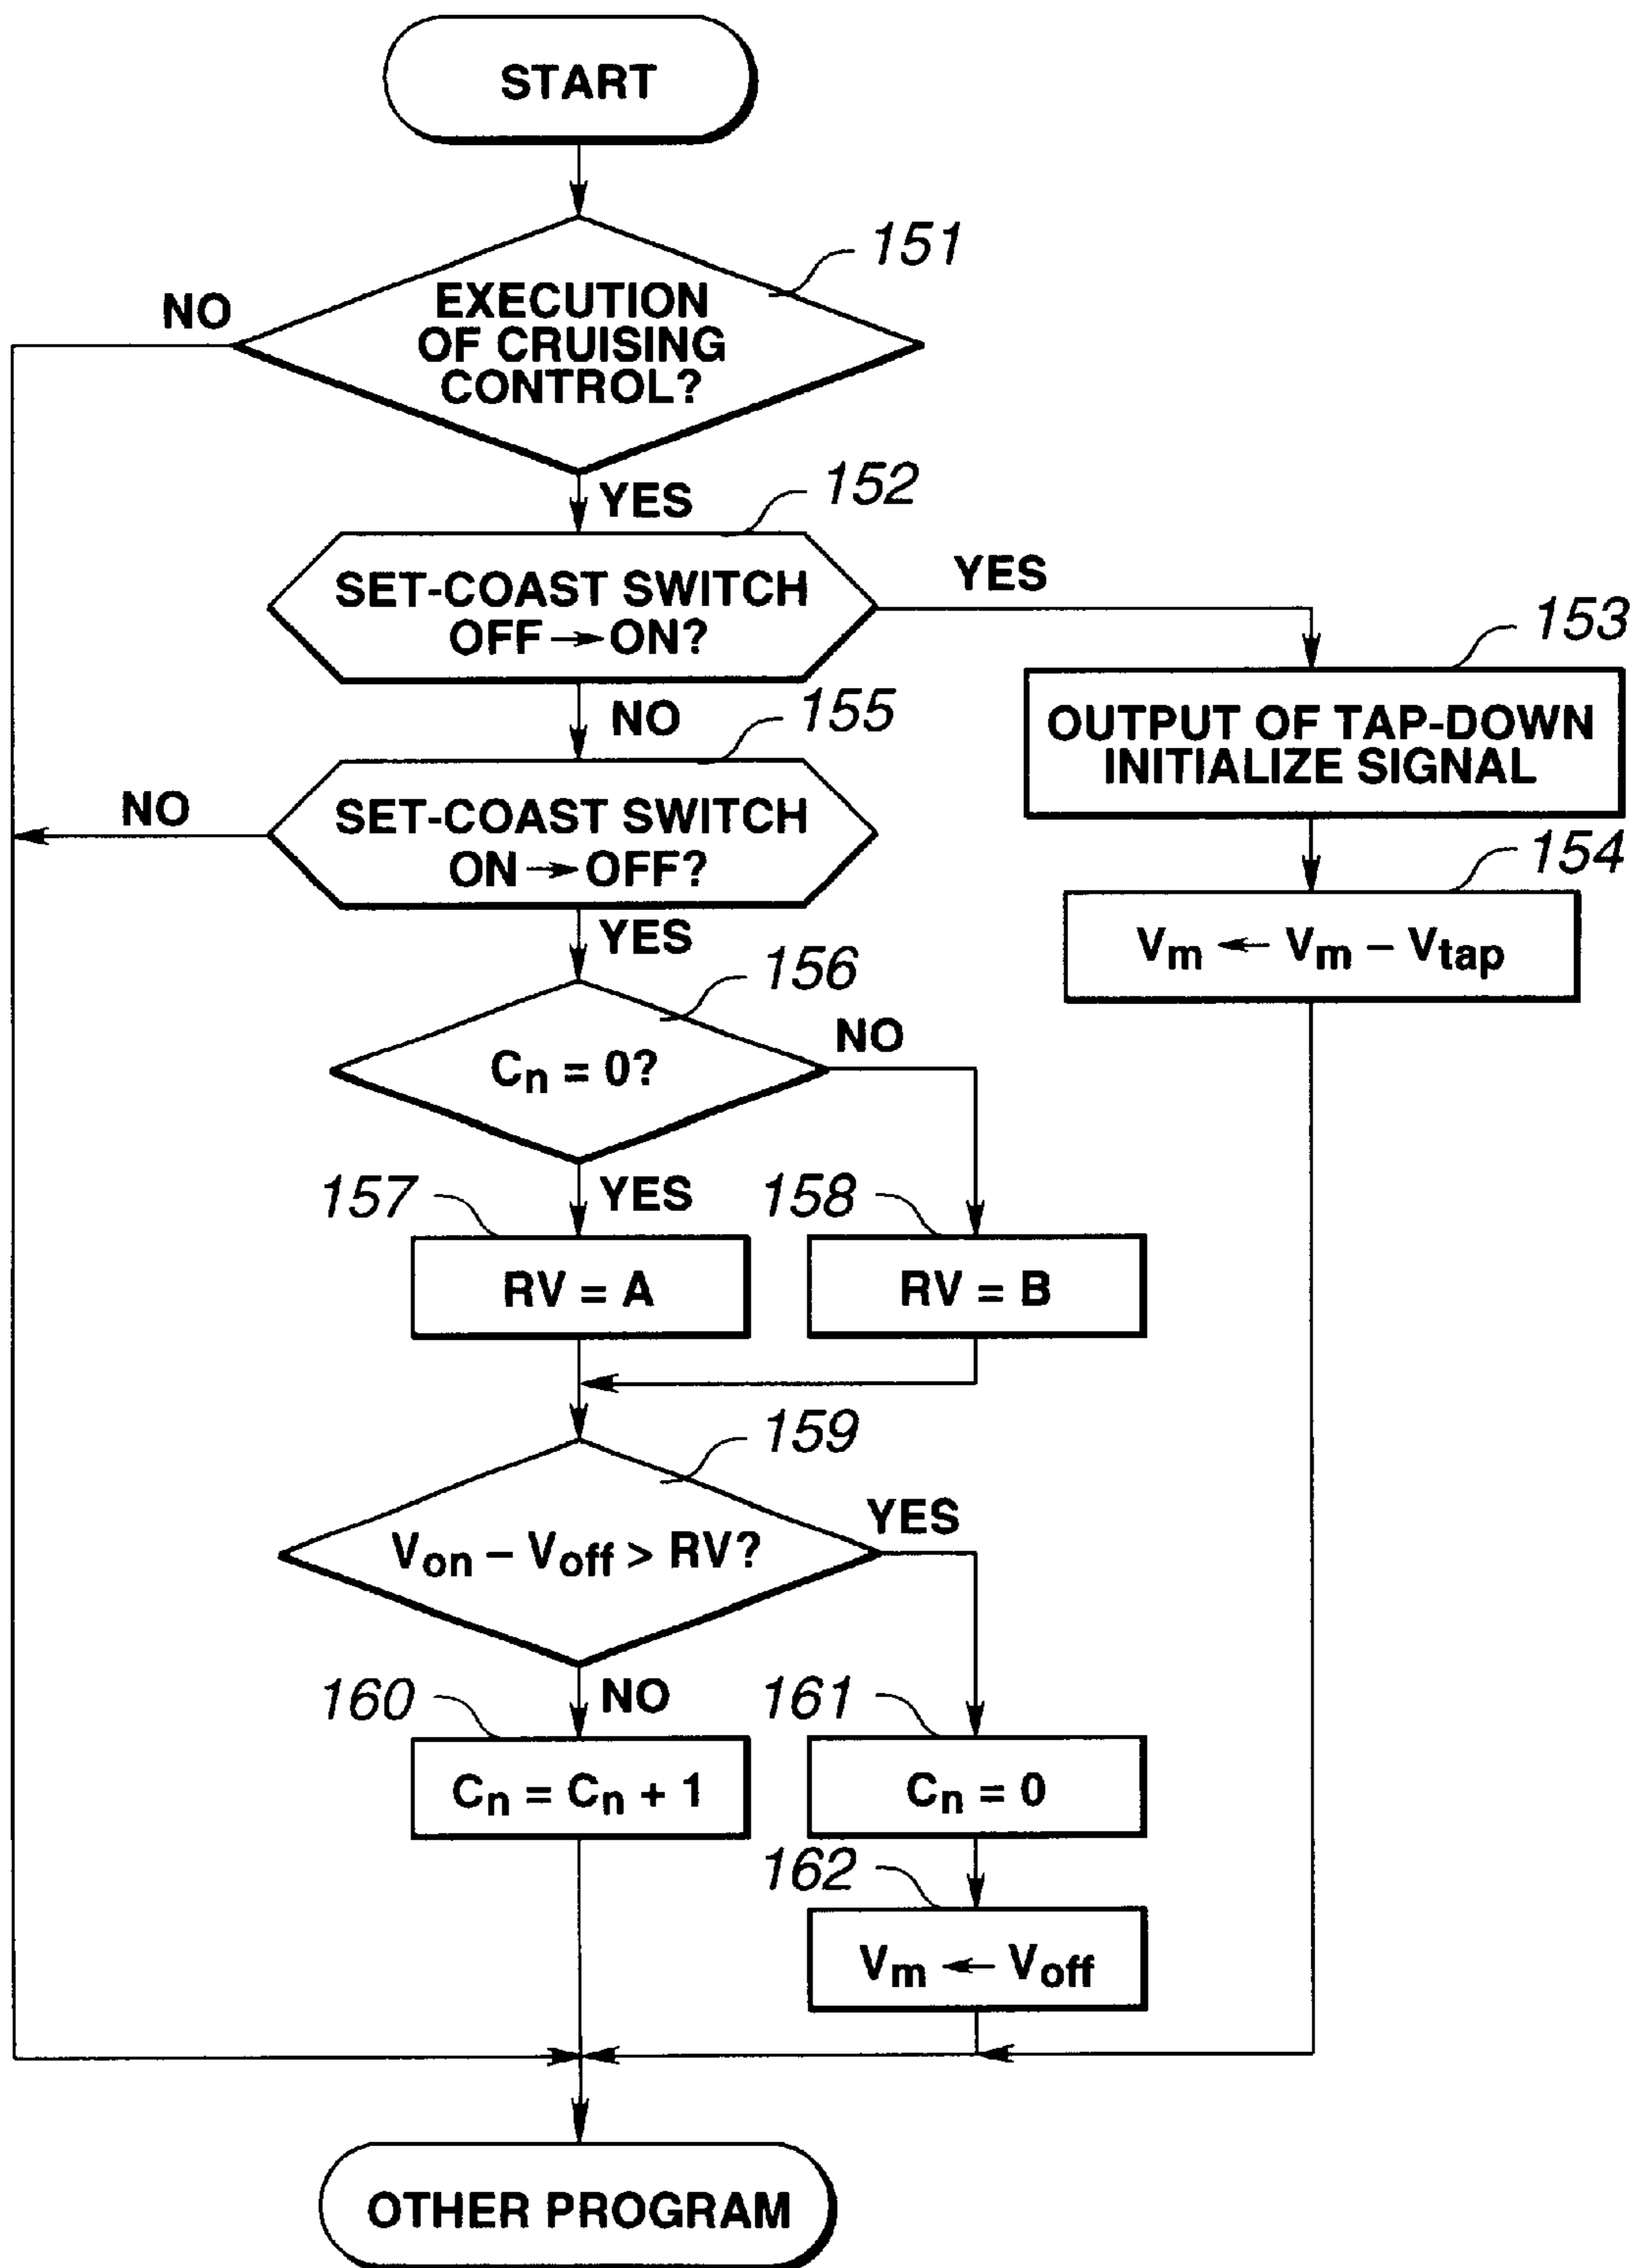 START
151
NO
EXECUTION
OF CRUISING
CONTROL?
YES
152
SET-COAST SWITCH
OFF → ON?
YES
153
OUTPUT OF TAP-DOWN
INITIALIZE SIGNAL
NO
155
NO
SET-COAST SWITCH
ON → OFF?
154
Vm ← Vm − Vtap
YES
156
NO
Cn = 0?
157
YES
158
RV = A
RV = B
159
YES
Von − Voff > RV?
160
NO
161
Cn = Cn + 1
Cn = 0
162
Vm ← Voff
OTHER PROGRAM